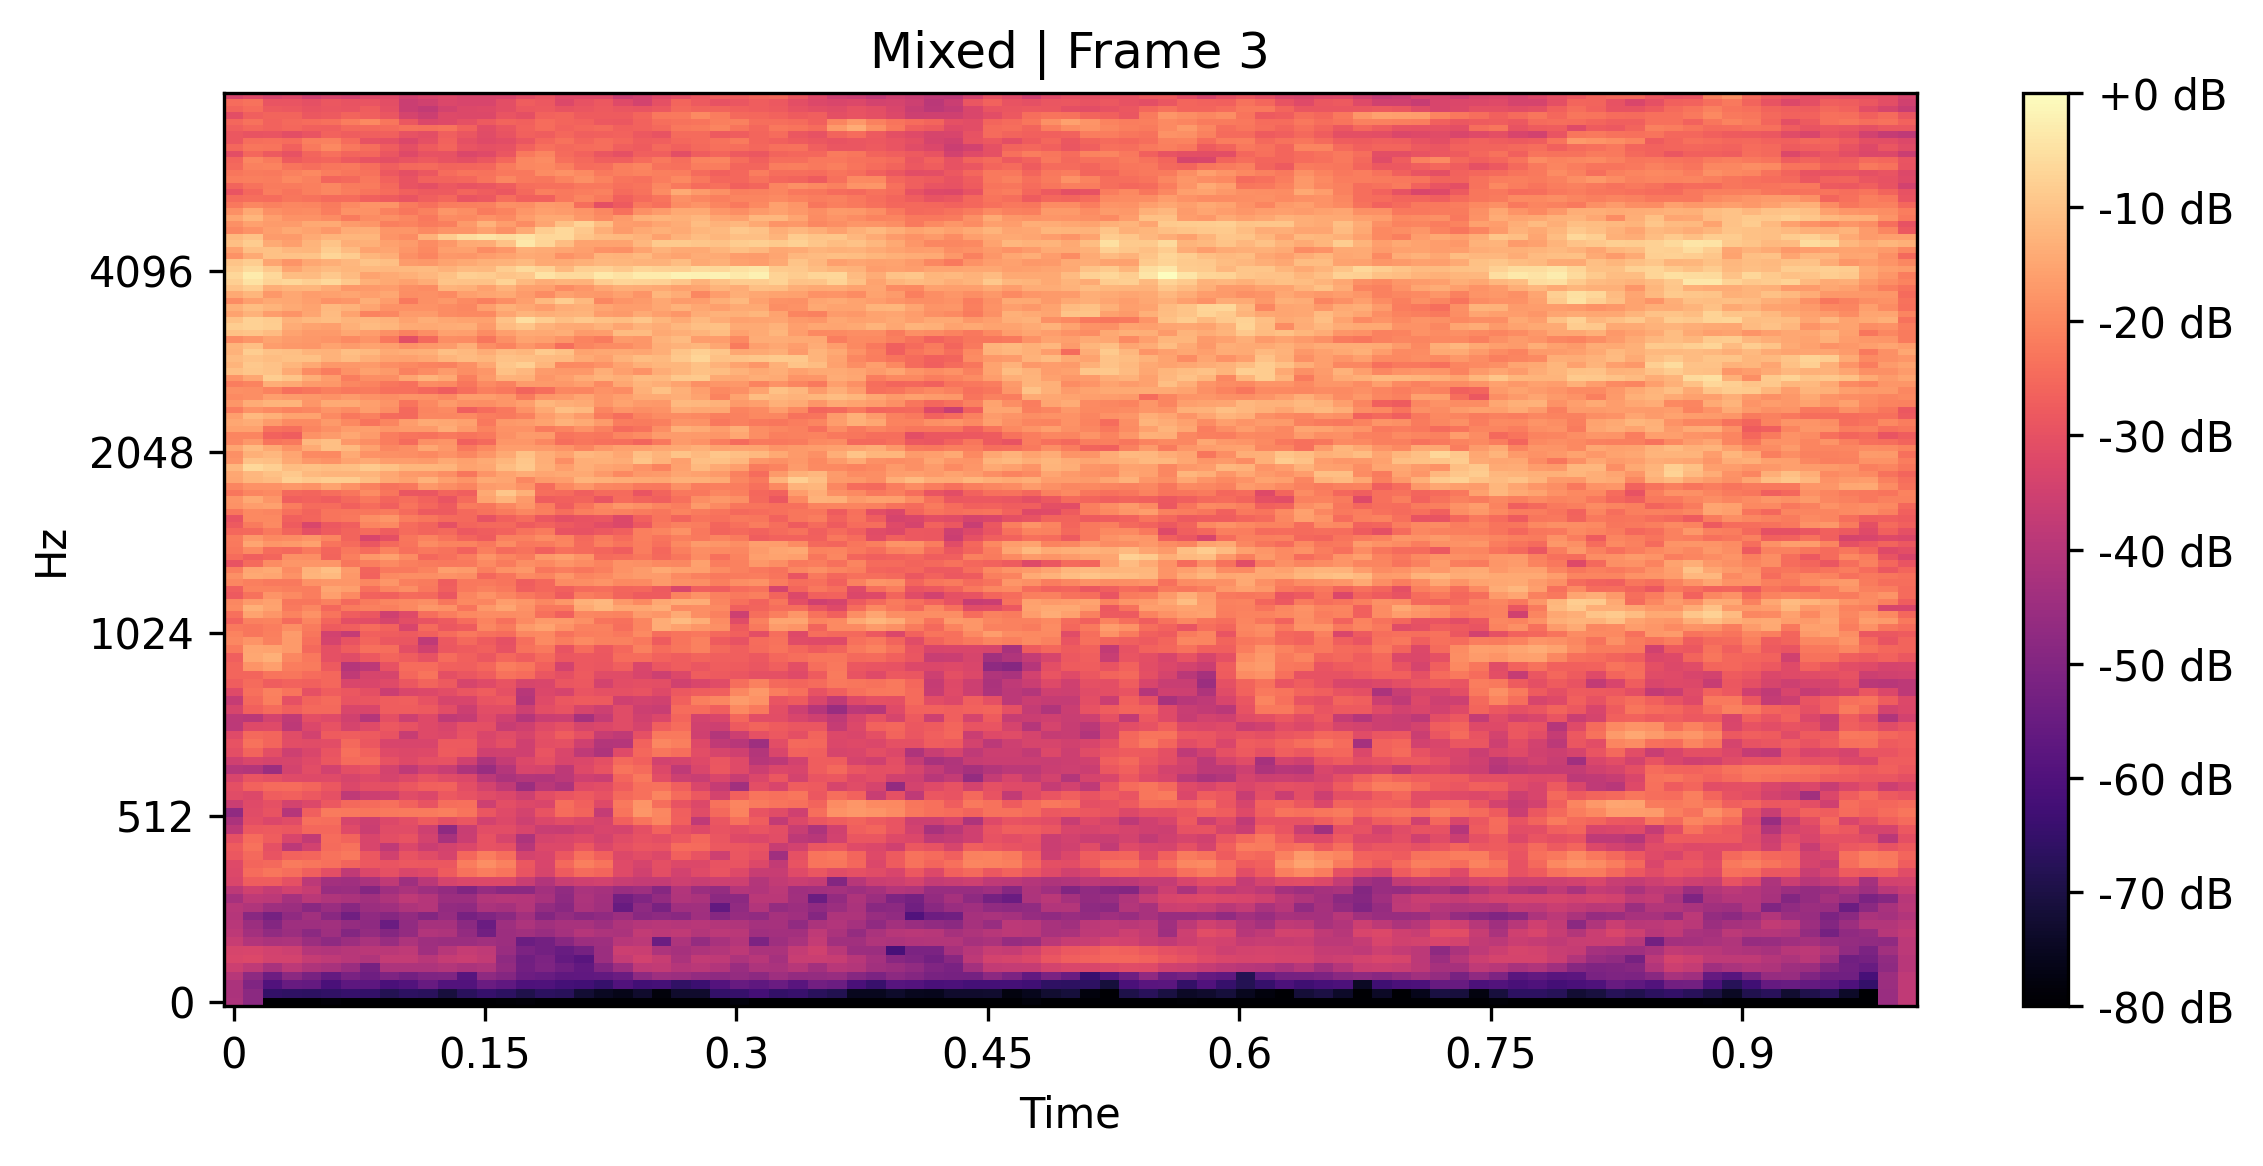 Mixed | Frame 3
+0 dB
-10 dB
-20 dB
-30 dB
-40 dB
-50 dB
-60 dB
-70 dB
-80 dB
Hz
4096
2048
1024
512
0
0 0.15 0.3 0.45 0.6 0.75 0.9
Time